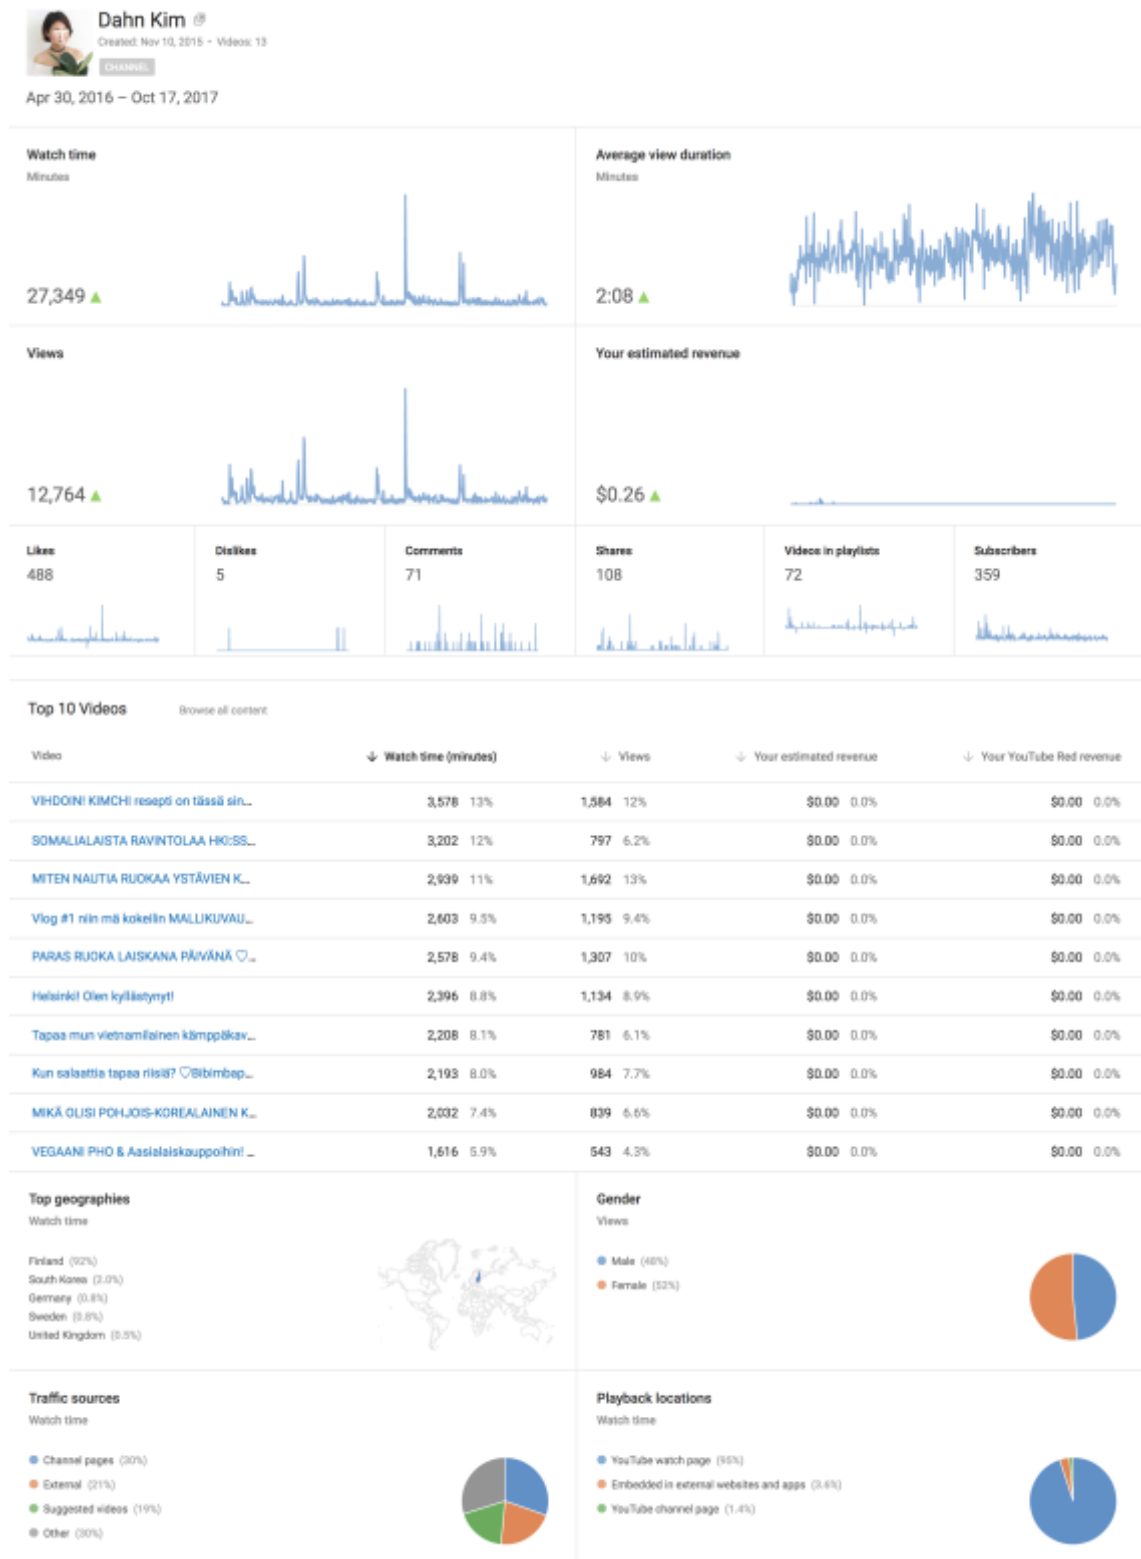 Dahn Kim
Created: Nov 10, 2015 • Videos: 13
CHANNEL
Apr 30, 2016 – Oct 17, 2017
Watch time
Minutes
27,349
Average view duration
Minutes
2:08
Views
12,764
Your estimated revenue
$0.26
Likes
488
Dislikes
5
Comments
71
Shares
108
Videos in playlists
72
Subscribers
359
Top 10 Videos Browse all content
Video Watch time (minutes) Views Your estimated revenue Your YouTube Red revenue
VIHDOIN! KIMCHI resepti on tässä sin... 3,578 13% 1,584 12% $0.00 0.0% $0.00 0.0%
SOMALIALAISTA RAVINTOLAA HKI:SS... 3,202 12% 797 6.2% $0.00 0.0% $0.00 0.0%
MITEN NAUTIA RUOKAA YSTÄVIEN K... 2,939 11% 1,692 13% $0.00 0.0% $0.00 0.0%
Vlog #1 niin mä kokeilin MALLIKUVAU... 2,603 9.5% 1,195 9.4% $0.00 0.0% $0.00 0.0%
PARAS RUOKA LAISKANA PÄIVÄNÄ ♡... 2,578 9.4% 1,307 10% $0.00 0.0% $0.00 0.0%
Helsinki! Olen kyllästynyt! 2,396 8.8% 1,134 8.9% $0.00 0.0% $0.00 0.0%
Tapaa mun vietnamilainen kämppäkav... 2,208 8.1% 781 6.1% $0.00 0.0% $0.00 0.0%
Kun salaattia tapaa riisiä? ♡Bibimbap... 2,193 8.0% 984 7.7% $0.00 0.0% $0.00 0.0%
MIKÄ OLISI POHJOIS-KOREALAINEN K... 2,032 7.4% 839 6.6% $0.00 0.0% $0.00 0.0%
VEGAANI PHO & Aasialaiskauppoihin! ... 1,616 5.9% 543 4.3% $0.00 0.0% $0.00 0.0%
Top geographies
Watch time
Finland (92%)
South Korea (2.0%)
Germany (0.8%)
Sweden (0.8%)
United Kingdom (0.5%)
Gender
Views
Male (48%)
Female (52%)
Traffic sources
Watch time
Channel pages (30%)
External (21%)
Suggested videos (19%)
Other (30%)
Playback locations
Watch time
YouTube watch page (95%)
Embedded in external websites and apps (3.6%)
YouTube channel page (1.4%)